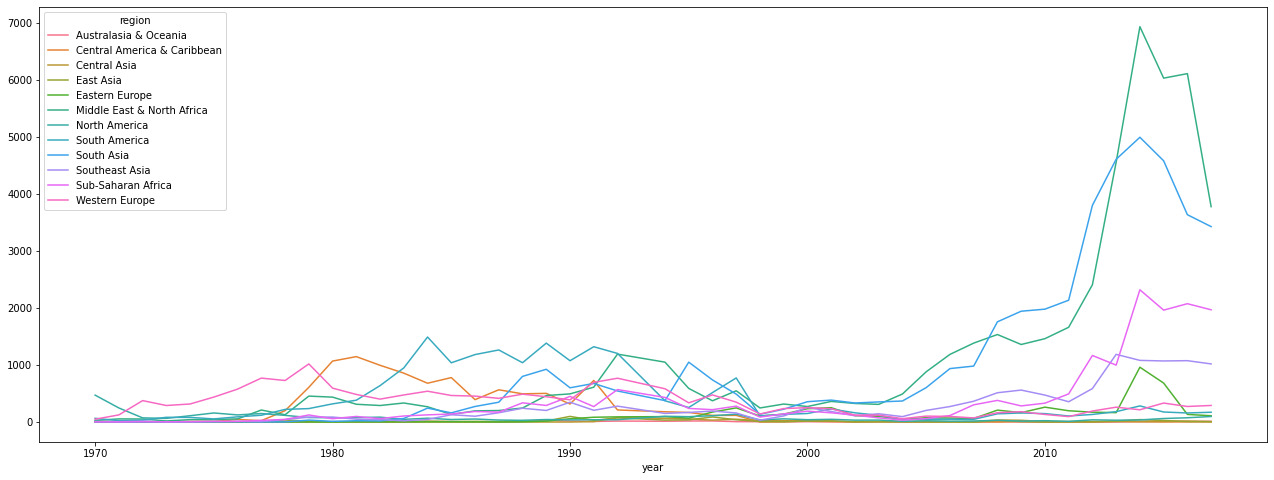 region
Australasia & Oceania
Central America & Caribbean
Central Asia
East Asia
Eastern Europe
Middle East & North Africa
North America
South America
South Asia
Southeast Asia
Sub-Saharan Africa
Western Europe
7000
6000
5000
4000
3000
2000
1000
0
1970 1980 1990 2000 2010
year